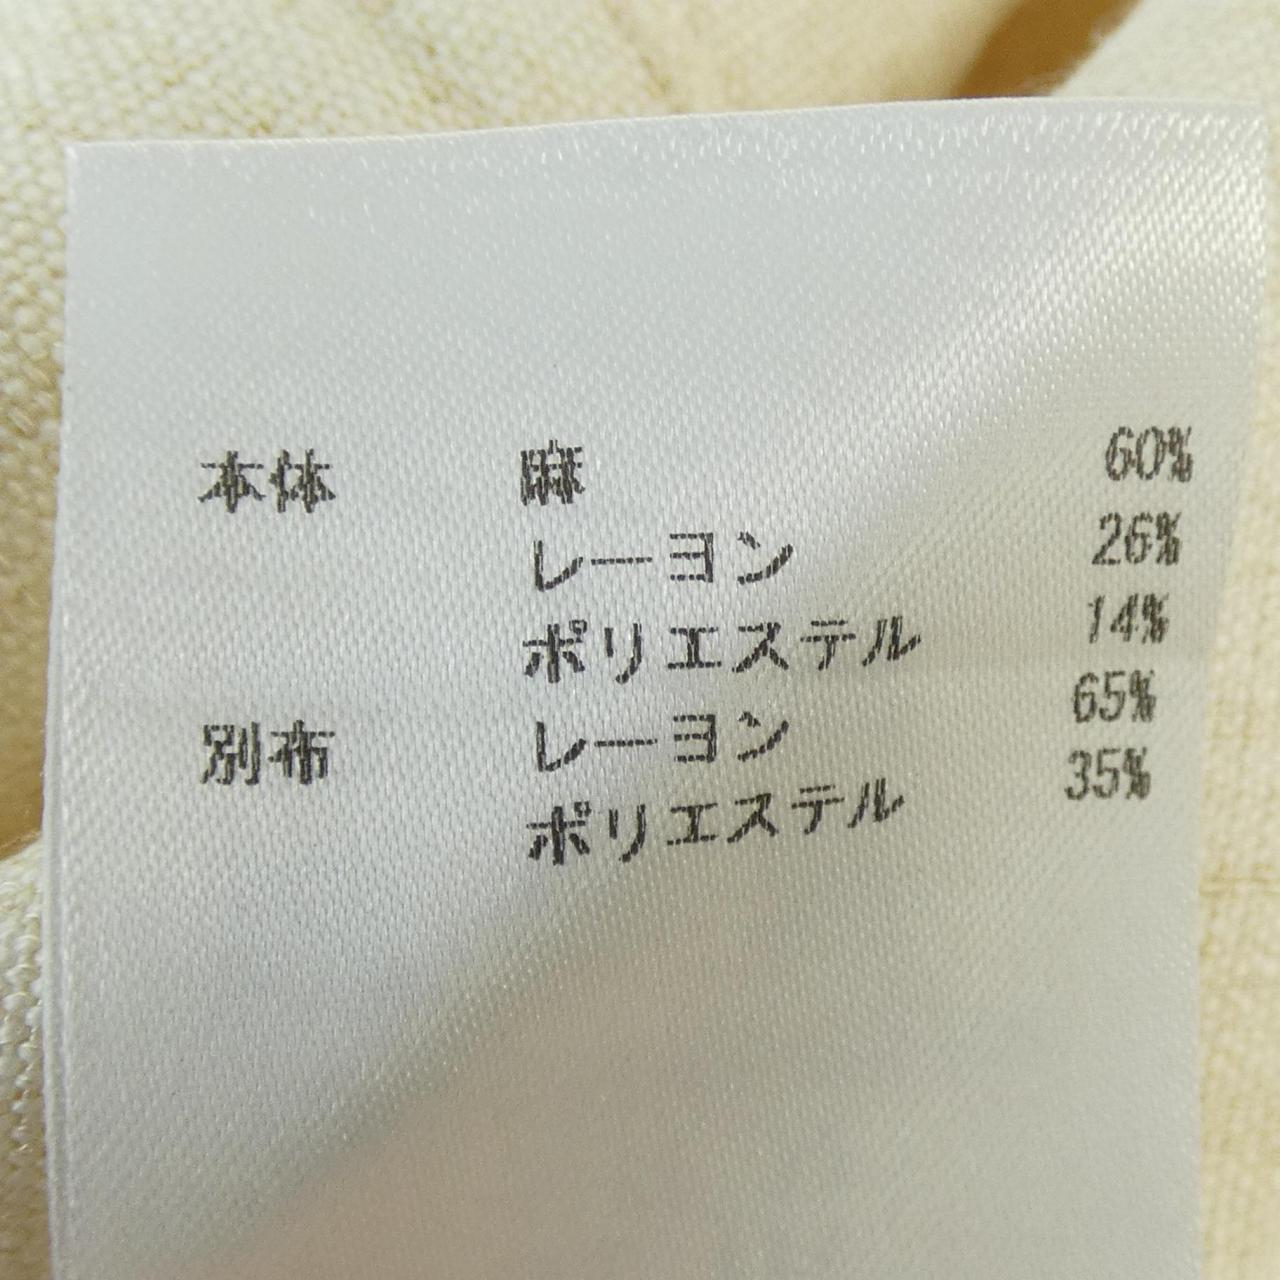 本体 麻 60%
レーヨン 26%
ポリエステル 14%
別布 レーヨン 65%
ポリエステル 35%